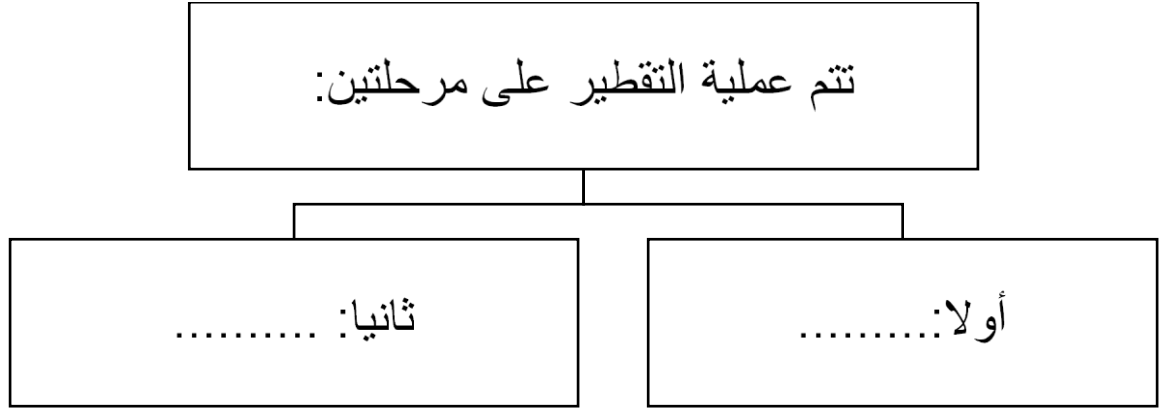 تتم عملية التقطير على مرحلتين:
أولا:.........
ثانيا: ..........